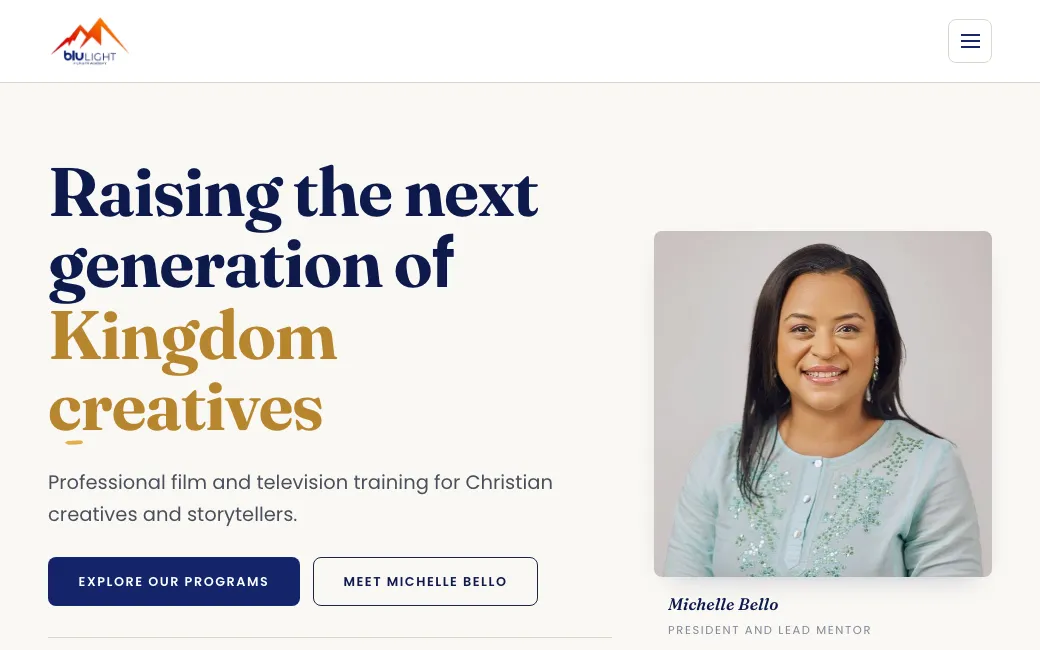 bluLIGHT
Raising the next
generation of
Kingdom
creatives
Professional film and television training for Christian
creatives and storytellers.
EXPLORE OUR PROGRAMS
MEET MICHELLE BELLO
Michelle Bello
PRESIDENT AND LEAD MENTOR